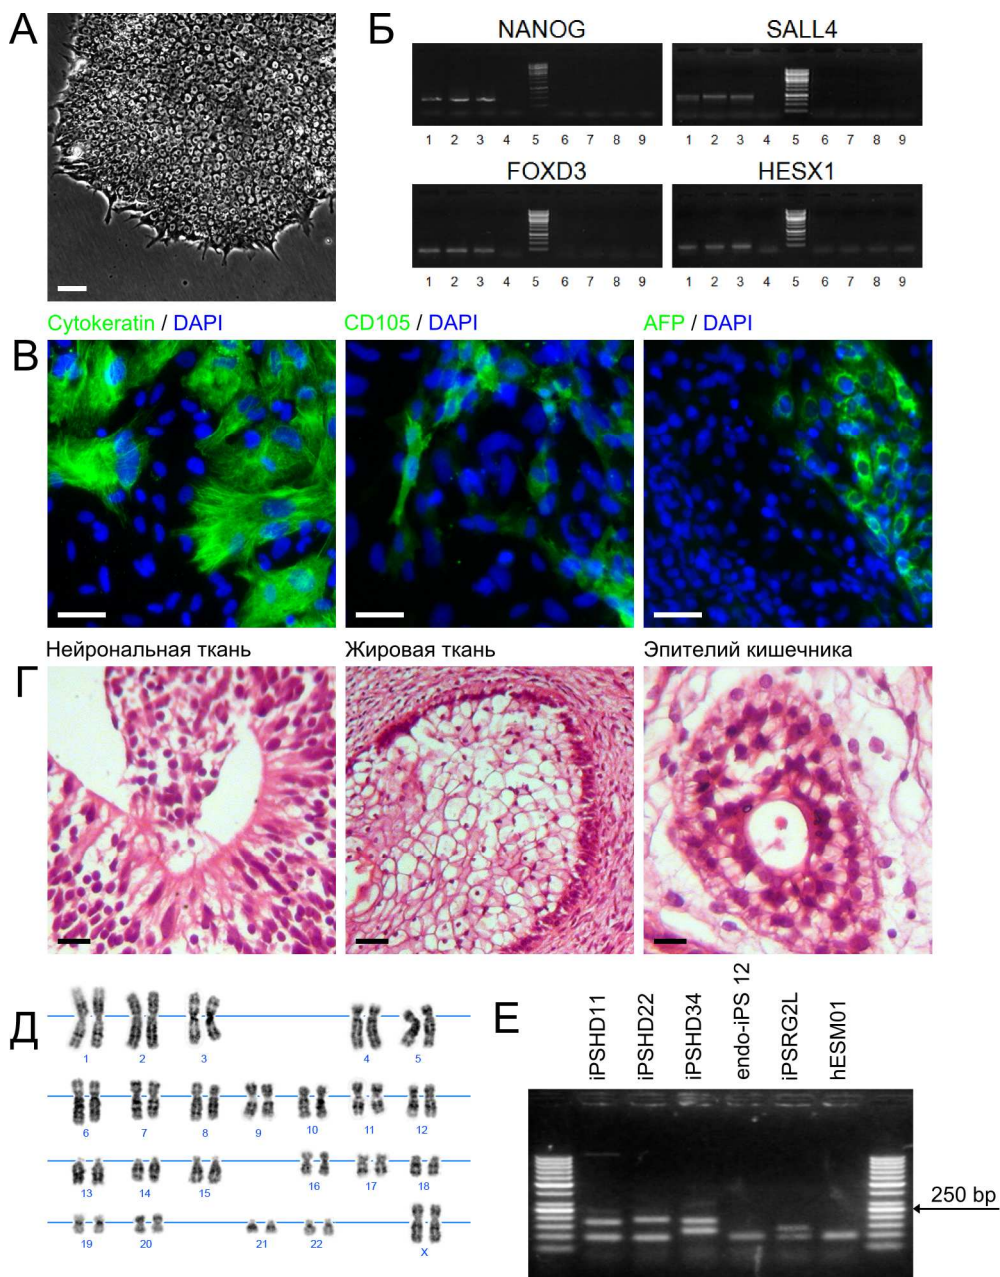 А
Б
NANOG
SALL4
1 2 3 4 5 6 7 8 9
1 2 3 4 5 6 7 8 9
FOXD3
HESX1
1 2 3 4 5 6 7 8 9
1 2 3 4 5 6 7 8 9
В
Cytokeratin / DAPI
CD105 / DAPI
AFP / DAPI
Г
Нейрональная ткань
Жировая ткань
Эпителий кишечника
Д
1 2 3 4 5
6 7 8 9 10 11 12
13 14 15 16 17 18
19 20 21 22 X
Е
iPSHD11
iPSHD22
iPSHD34
endo-iPS 12
iPSRG2L
hESM01
250 bp